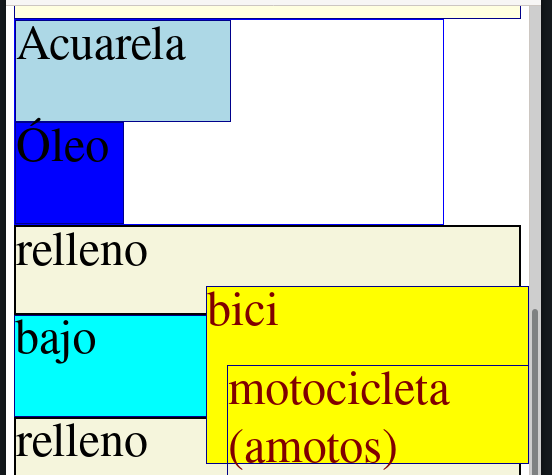 Acuarela
Óleo
relleno
bici
bajo
motocicleta
(amotos)
relleno